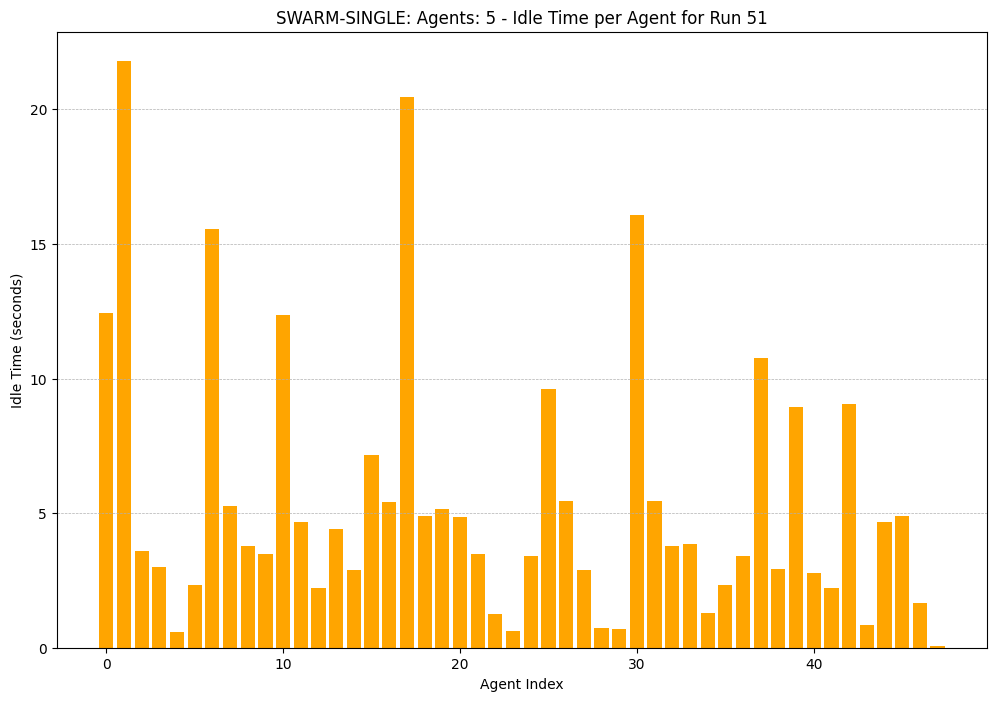 SWARM-SINGLE: Agents: 5 - Idle Time per Agent for Run 51
Idle Time (seconds)
20
15
10
5
0
0 10 20 30 40
Agent Index